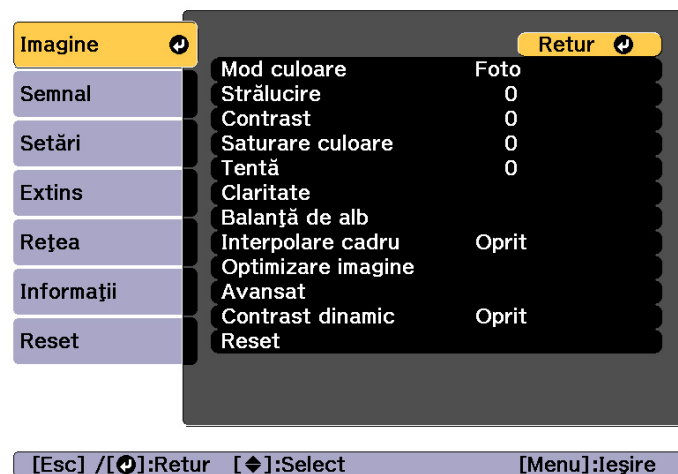 Imagine
Semnal
Setări
Extins
Reţea
Informaţii
Reset
Retur
Mod culoare Foto
Strălucire 0
Contrast 0
Saturare culoare 0
Tentă 0
Claritate
Balanţă de alb
Interpolare cadru Oprit
Optimizare imagine
Avansat
Contrast dinamic Oprit
Reset
[Esc] /[ ]:Retur [ ]:Select [Menu]:Ieşire